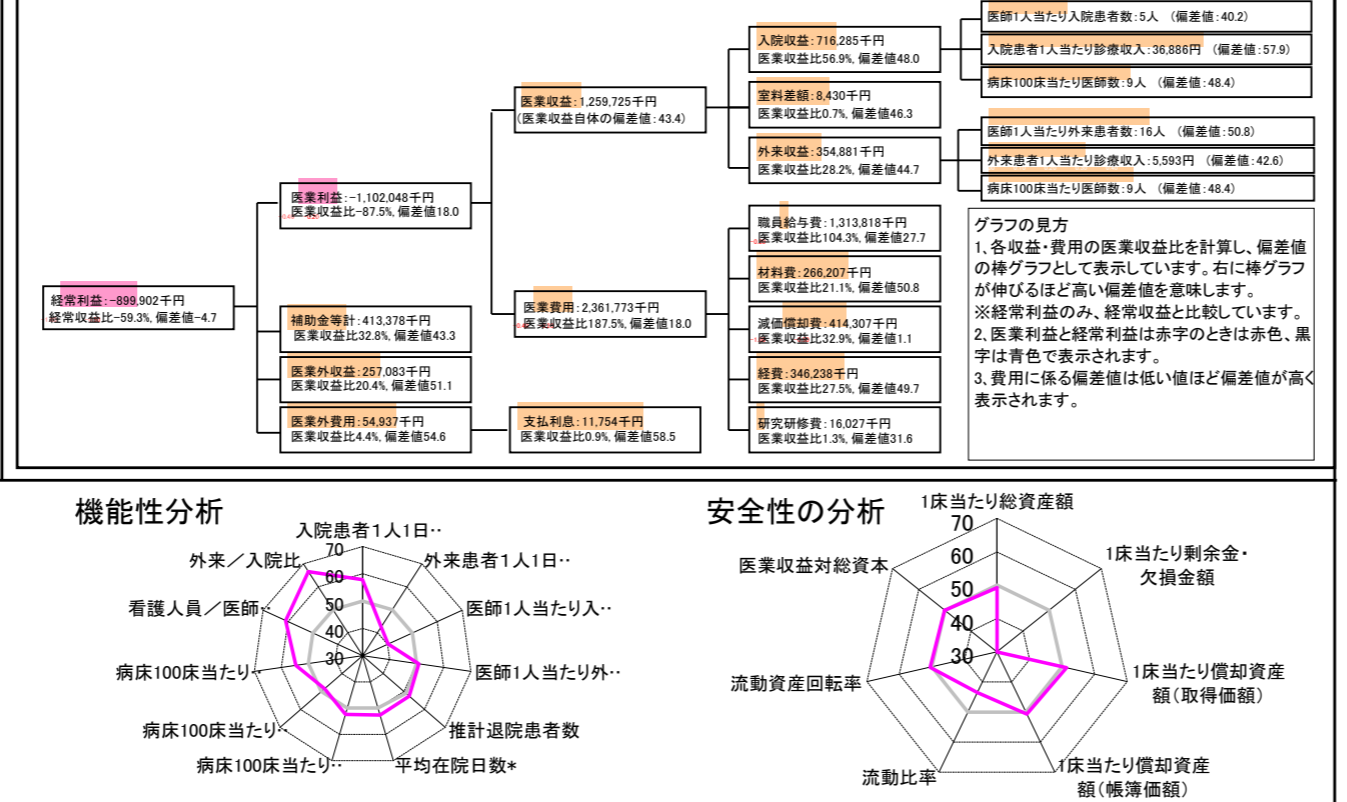 医師1人当たり入院患者数:5人 (偏差値:40.2)
入院収益:716,285千円
医業収益比56.9%, 偏差値48.0
入院患者1人当たり診療収入:36,886円 (偏差値:57.9)
病床100床当たり医師数:9人 (偏差値:48.4)
医業収益:1,259,725千円
(医業収益自体の偏差値:43.4)
室料差額:8,430千円
医業収益比0.7%, 偏差値46.3
医師1人当たり外来患者数:16人 (偏差値:50.8)
外来収益:354,881千円
医業収益比28.2%, 偏差値44.7
外来患者1人当たり診療収入:5,593円 (偏差値:42.6)
病床100床当たり医師数:9人 (偏差値:48.4)
医業利益:-1,102,048千円
医業収益比-87.5%, 偏差値18.0
職員給与費:1,313,818千円
医業収益比104.3%, 偏差値27.7
材料費:266,207千円
医業収益比21.1%, 偏差値50.8
経常利益:-899,902千円
経常収益比-59.3%, 偏差値-4.7
医業費用:2,361,773千円
医業収益比187.5%, 偏差値18.0
補助金等計:413,378千円
医業収益比32.8%, 偏差値43.3
減価償却費:414,307千円
医業収益比32.9%, 偏差値1.1
医業外収益:257,083千円
医業収益比20.4%, 偏差値51.1
経費:346,238千円
医業収益比27.5%, 偏差値49.7
医業外費用:54,937千円
医業収益比4.4%, 偏差値54.6
支払利息:11,754千円
医業収益比0.9%, 偏差値58.5
研究研修費:16,027千円
医業収益比1.3%, 偏差値31.6
グラフの見方
1、各収益・費用の医業収益比を計算し、偏差値
の棒グラフとして表示しています。右に棒グラフ
が伸びるほど高い偏差値を意味します。
※経常利益のみ、経常収益と比較しています。
2、医業利益と経常利益は赤字のときは赤色、黒
字は青色で表示されます。
3、費用に係る偏差値は低い値ほど偏差値が高く
表示されます。
機能性分析
入院患者1人1日‥
外来患者1人1日‥
医師1人当たり入‥
医師1人当たり外‥
推計退院患者数
平均在院日数*
病床100床当たり‥
病床100床当たり‥
病床100床当たり‥
看護人員/医師‥
外来/入院比
70
60
50
40
30
安全性の分析
1床当たり総資産額
1床当たり剰余金・
欠損金額
1床当たり償却資産
額(取得価額)
1床当たり償却資産
額(帳簿価額)
流動比率
流動資産回転率
医業収益対総資本
70
60
50
40
30